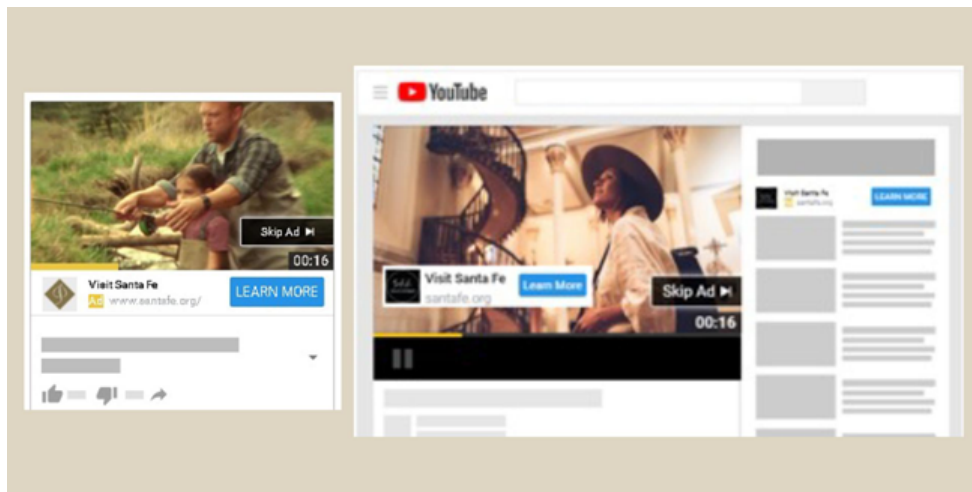 Skip Ad
00:16
Visit Santa Fe
Ad www.santafe.org/
LEARN MORE
YouTube
Visit Santa Fe
santafe.org
Learn More
Skip Ad
00:16
Visit Santa Fe
santafe.org
LEARN MORE